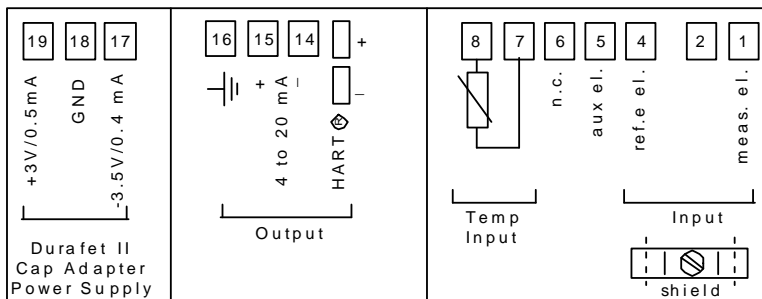 19 18 17
+3V/0.5mA
GND
-3.5V/0.4 mA
Durafet II
Cap Adapter
Power Supply
16 15 14 +
+ 4 to 20 mA –
–
HART®
Output
8 7 6 5 4 2 1
n.c.
aux el.
ref.e el.
meas. el.
Temp
Input
Input
shield